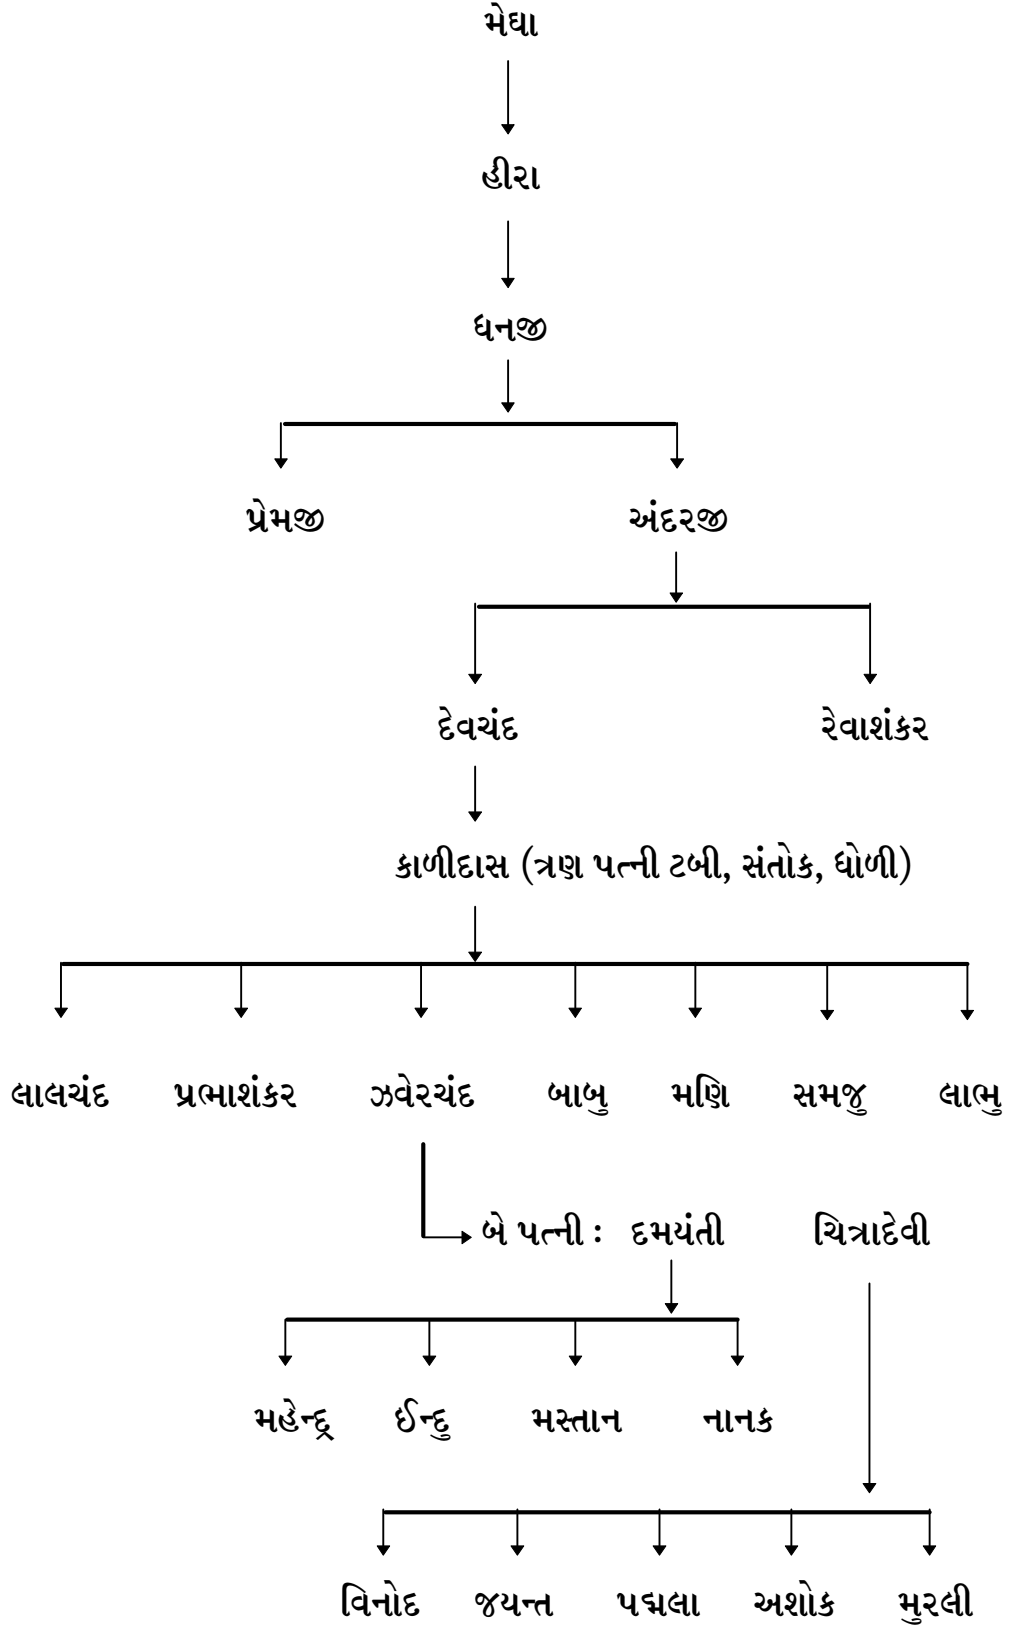 મેઘા
હીરા
ધનજી
પ્રેમજી અંદરજી
દેવચંદ રેવાશંકર
કાળીદાસ (ત્રણ પત્ની ટબી, સંતોક, ધોળી)
લાલચંદ પ્રભાશંકર ઝવેરચંદ બાબુ મણિ સમજુ લાભુ
બે પત્ની : દમયંતી ચિત્રાદેવી
મહેન્દ્ર ઈન્દુ મસ્તાન નાનક
વિનોદ જયન્ત પદ્મલા અશોક મુરલી